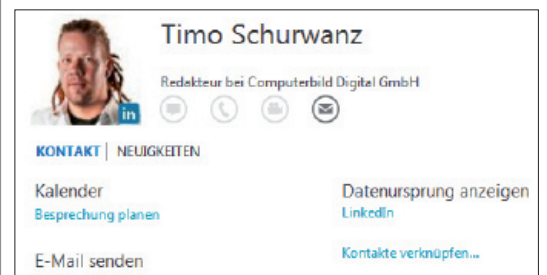 Timo Schurwanz
Redakteur bei Computerbild Digital GmbH
in
KONTAKT | NEUIGKEITEN
Kalender
Besprechung planen
Datenursprung anzeigen
LinkedIn
E-Mail senden
Kontakte verknüpfen...